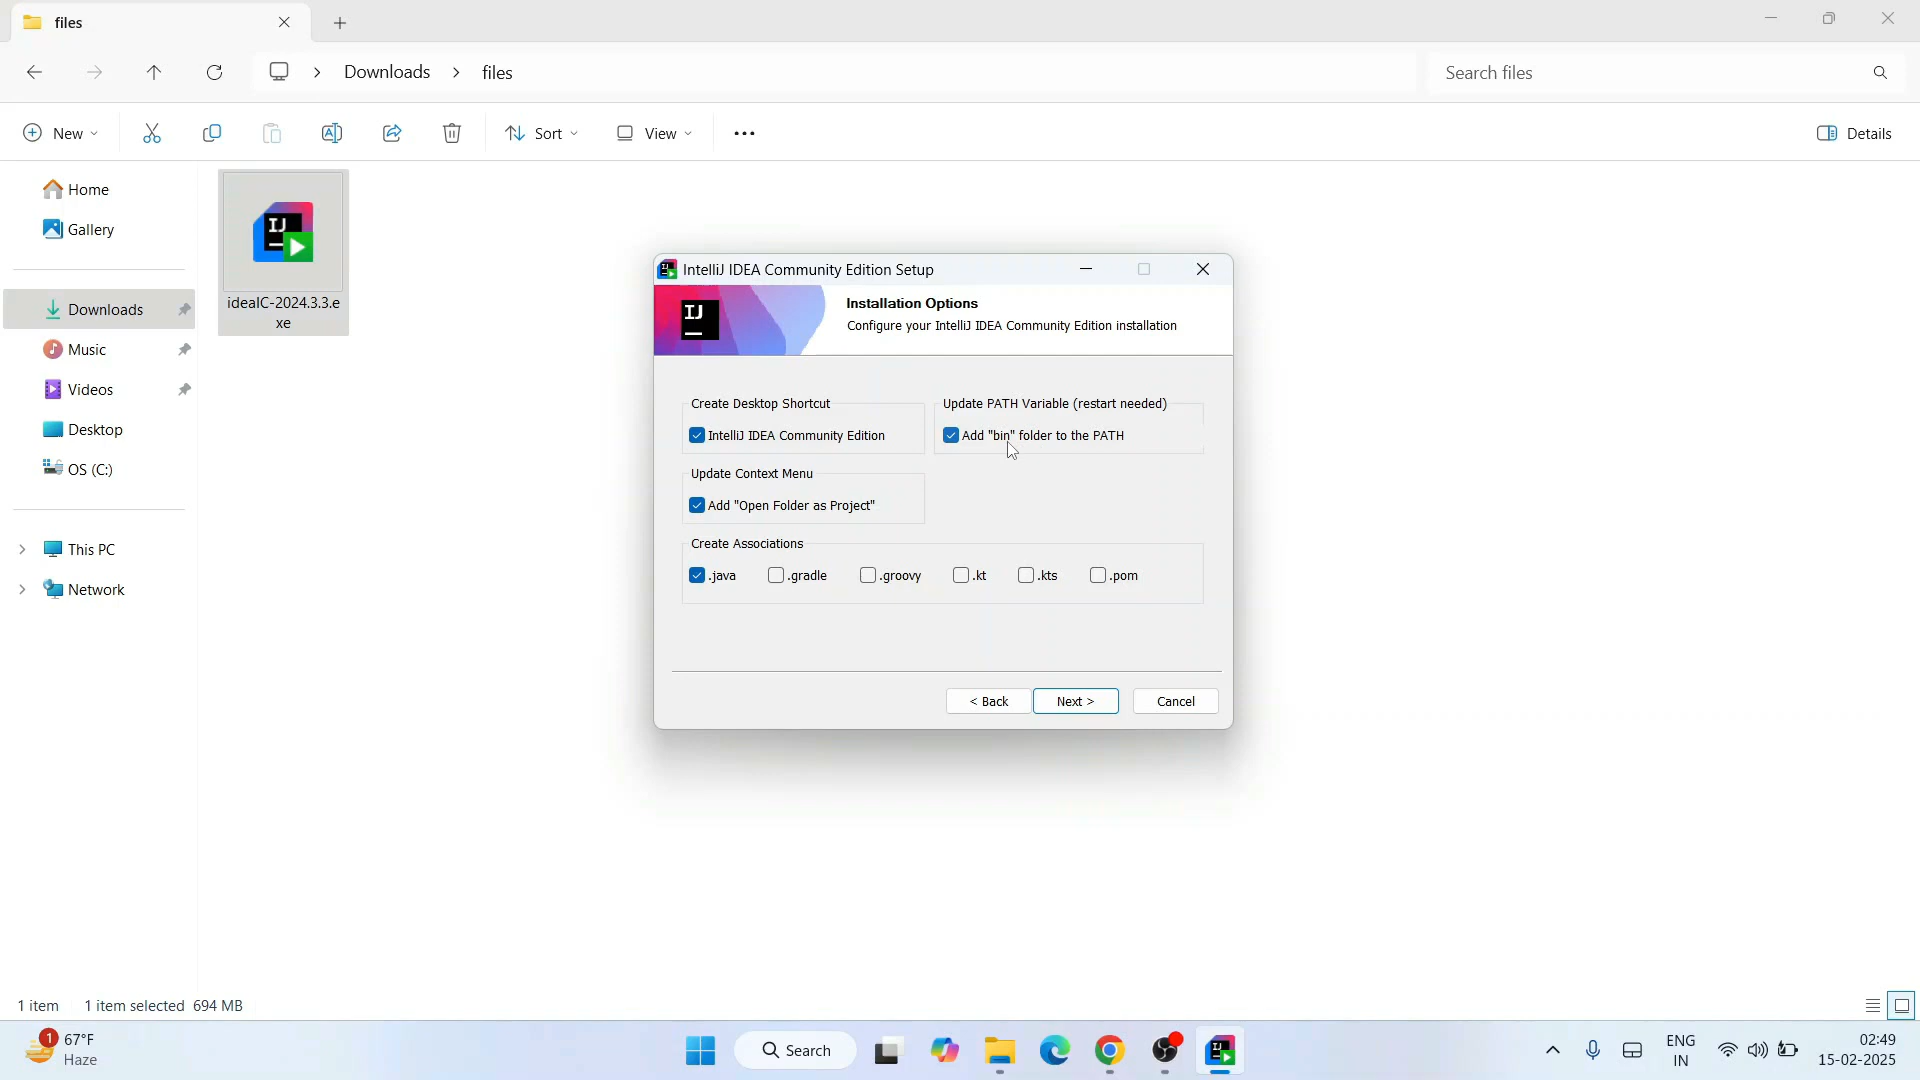 files
Downloads > files
Search files
New
Sort
View
Details
Home
Gallery
Downloads
Music
Videos
Desktop
OS (C:)
This PC
Network
IJ
ideaIC-2024.3.3.e
xe
IntelliJ IDEA Community Edition Setup
IJ
Installation Options
Configure your IntelliJ IDEA Community Edition installation
Create Desktop Shortcut
IntelliJ IDEA Community Edition
Update PATH Variable (restart needed)
Add "bin" folder to the PATH
Update Context Menu
Add "Open Folder as Project"
Create Associations
.java .gradle .groovy .kt .kts .pom
< Back Next > Cancel
1 item 1 item selected 694 MB
1
67°F
Haze
Search
ENG
IN
02:49
15-02-2025